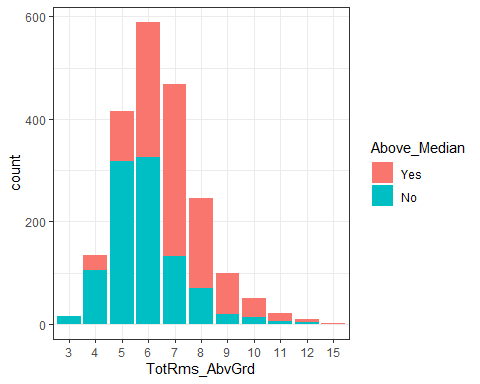 600
400
200
0
count
3 4 5 6 7 8 9 10 11 12 15
TotRms_AbvGrd
Above_Median
Yes
No